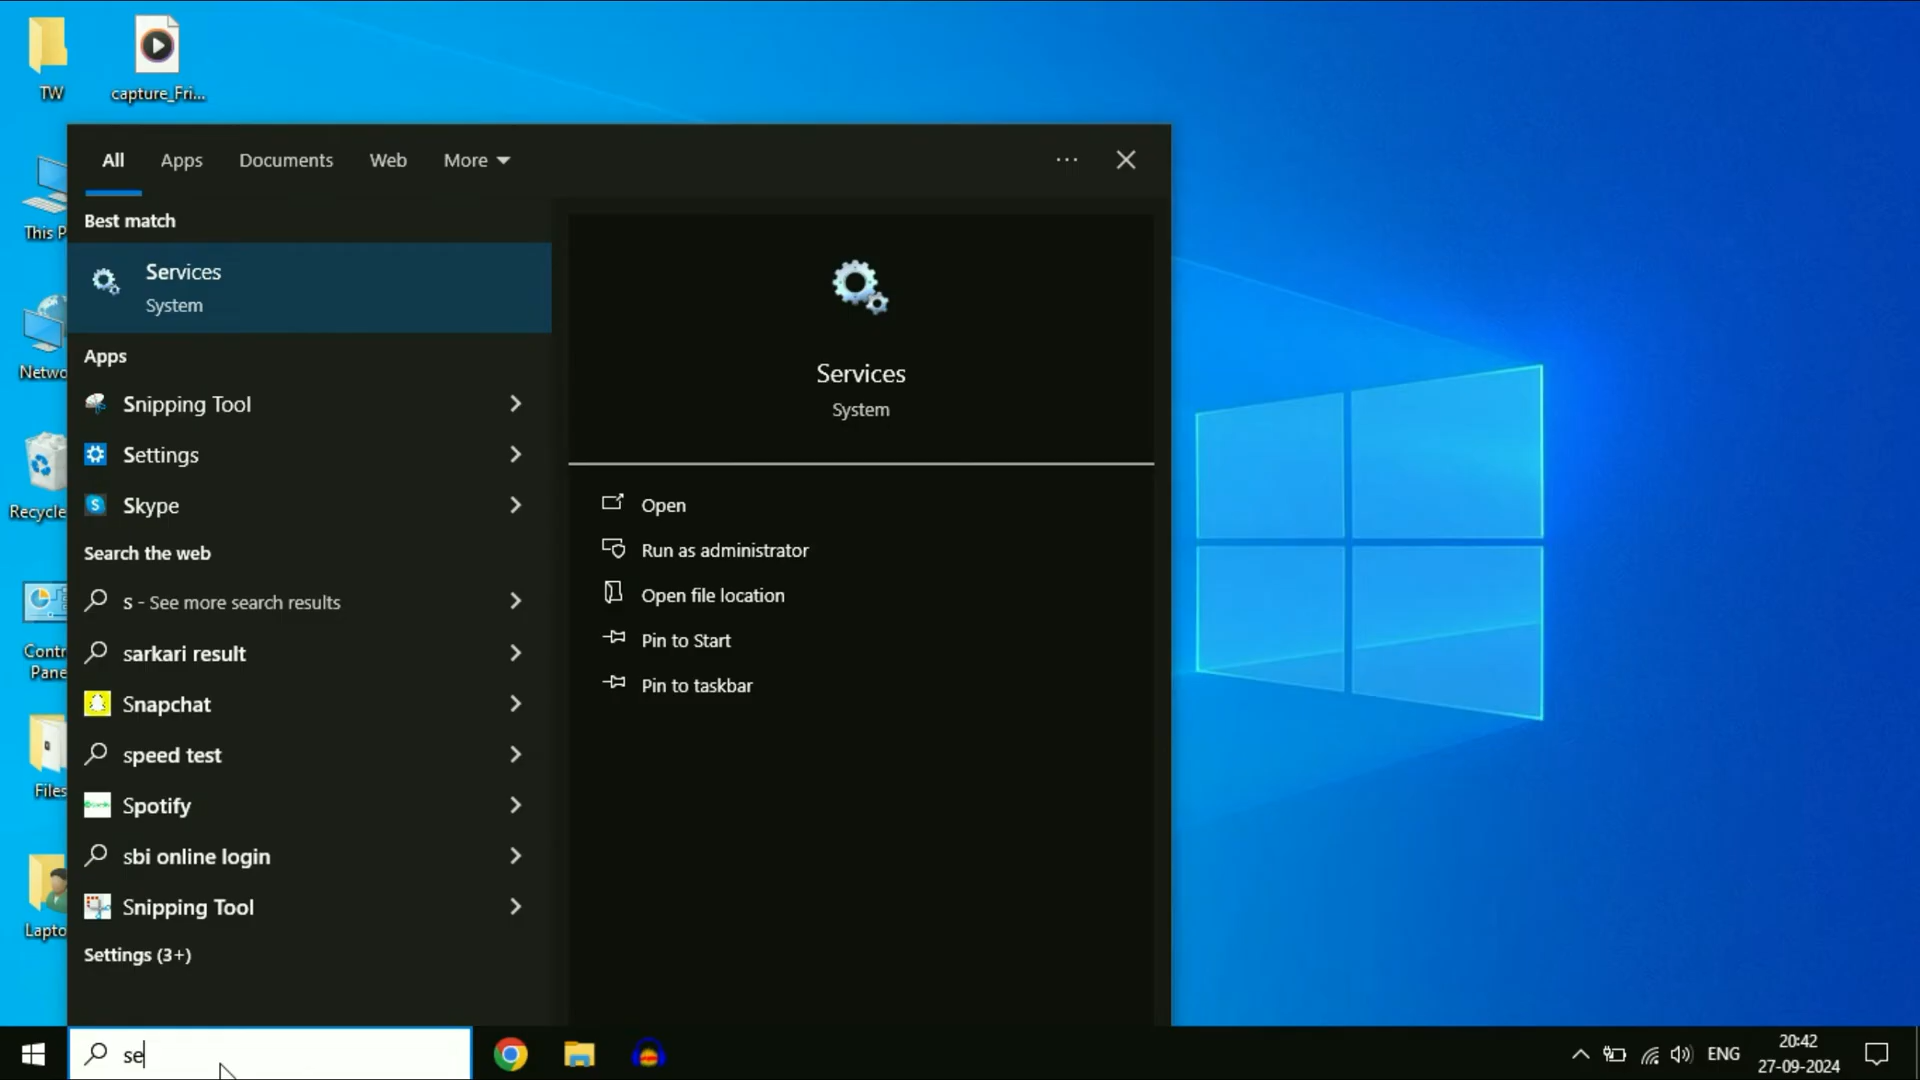 TW
capture_Fri...
This P
Netwo
Recycle
Contr
Pane
Files
Lapto
All Apps Documents Web More
Best match
Services
System
Apps
Snipping Tool
Settings
Skype
Search the web
s - See more search results
sarkari result
Snapchat
speed test
Spotify
sbi online login
Snipping Tool
Settings (3+)
Services
System
Open
Run as administrator
Open file location
Pin to Start
Pin to taskbar
se
ENG
20:42
27-09-2024